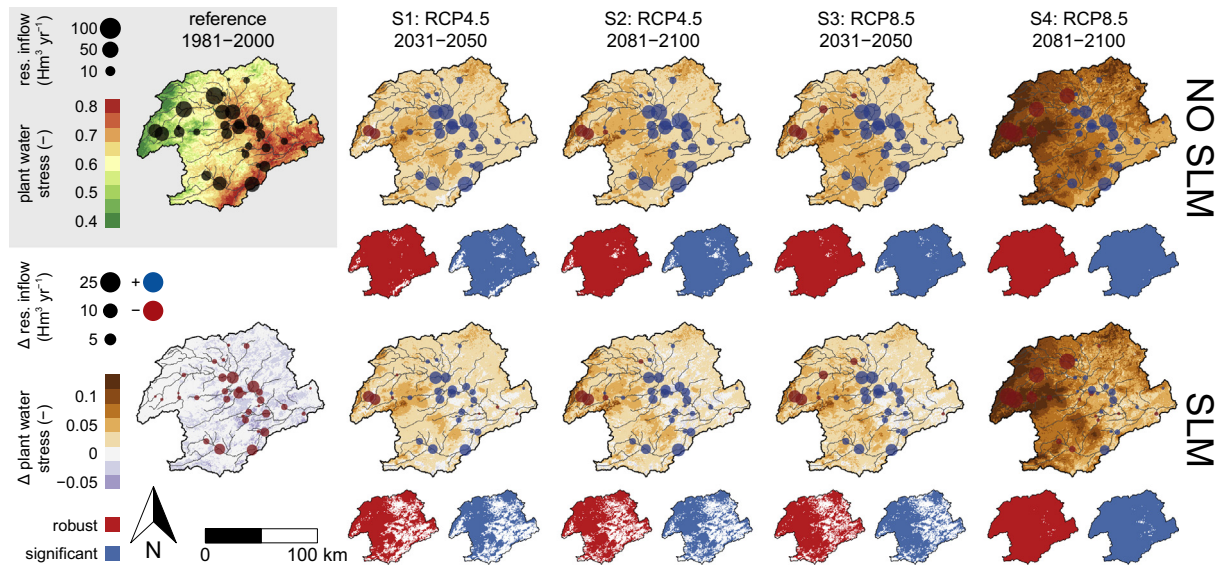 reference
1981−2000
S1: RCP4.5
2031−2050
S2: RCP4.5
2081−2100
S3: RCP8.5
2031−2050
S4: RCP8.5
2081−2100
NO SLM
SLM
res. inflow
(Hm³ yr⁻¹)
100
50
10
plant water
stress (−)
0.8
0.7
0.6
0.5
0.4
Δ res. inflow
(Hm³ yr⁻¹)
25
10
5
+
−
Δ plant water
stress (−)
0.1
0.05
0
−0.05
robust
significant
N
0
100 km